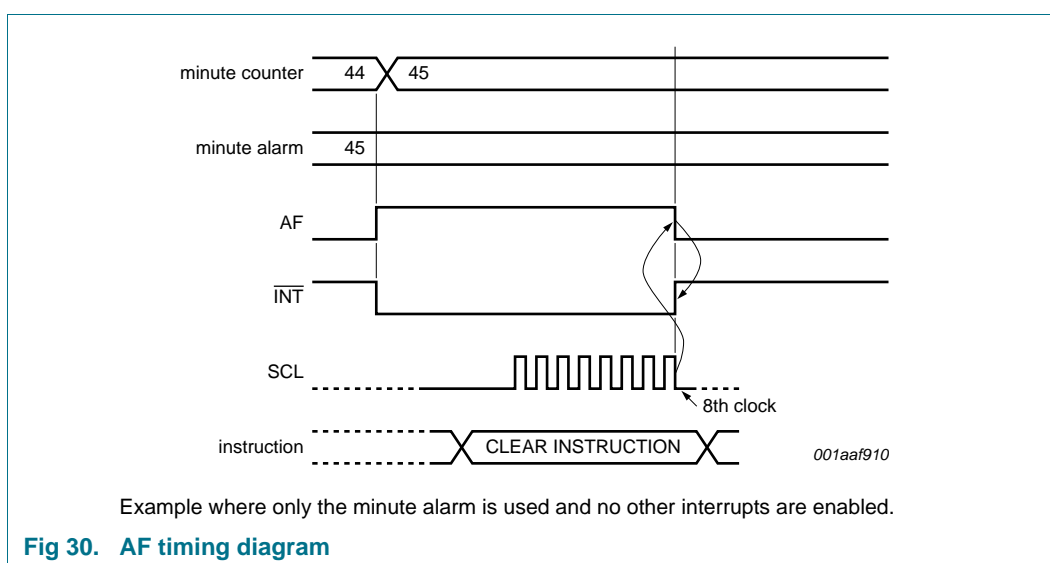 minute counter 44 45
minute alarm 45
AF
INT
SCL
8th clock
instruction CLEAR INSTRUCTION
001aaf910
Example where only the minute alarm is used and no other interrupts are enabled.
Fig 30. AF timing diagram